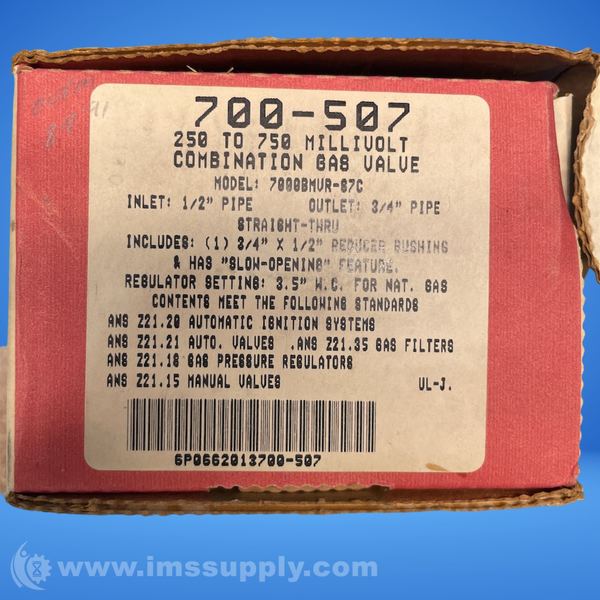 700-507
250 TO 750 MILLIVOLT
COMBINATION GAS VALVE
MODEL: 7000BMVR-S7C
INLET: 1/2" PIPE OUTLET: 3/4" PIPE
STRAIGHT-THRU
INCLUDES: (1) 3/4" X 1/2" REDUCER BUSHING
& HAS "SLOW-OPENING" FEATURE.
REGULATOR SETTING: 3.5" W.C. FOR NAT. GAS
CONTENTS MEET THE FOLLOWING STANDARDS
ANS Z21.20 AUTOMATIC IGNITION SYSTEMS
ANS Z21.21 AUTO. VALVES .ANS Z21.35 GAS FILTERS
ANS Z21.18 GAS PRESSURE REGULATORS
ANS Z21.15 MANUAL VALVES UL-J.
6P0662013700-507
www.imssupply.com